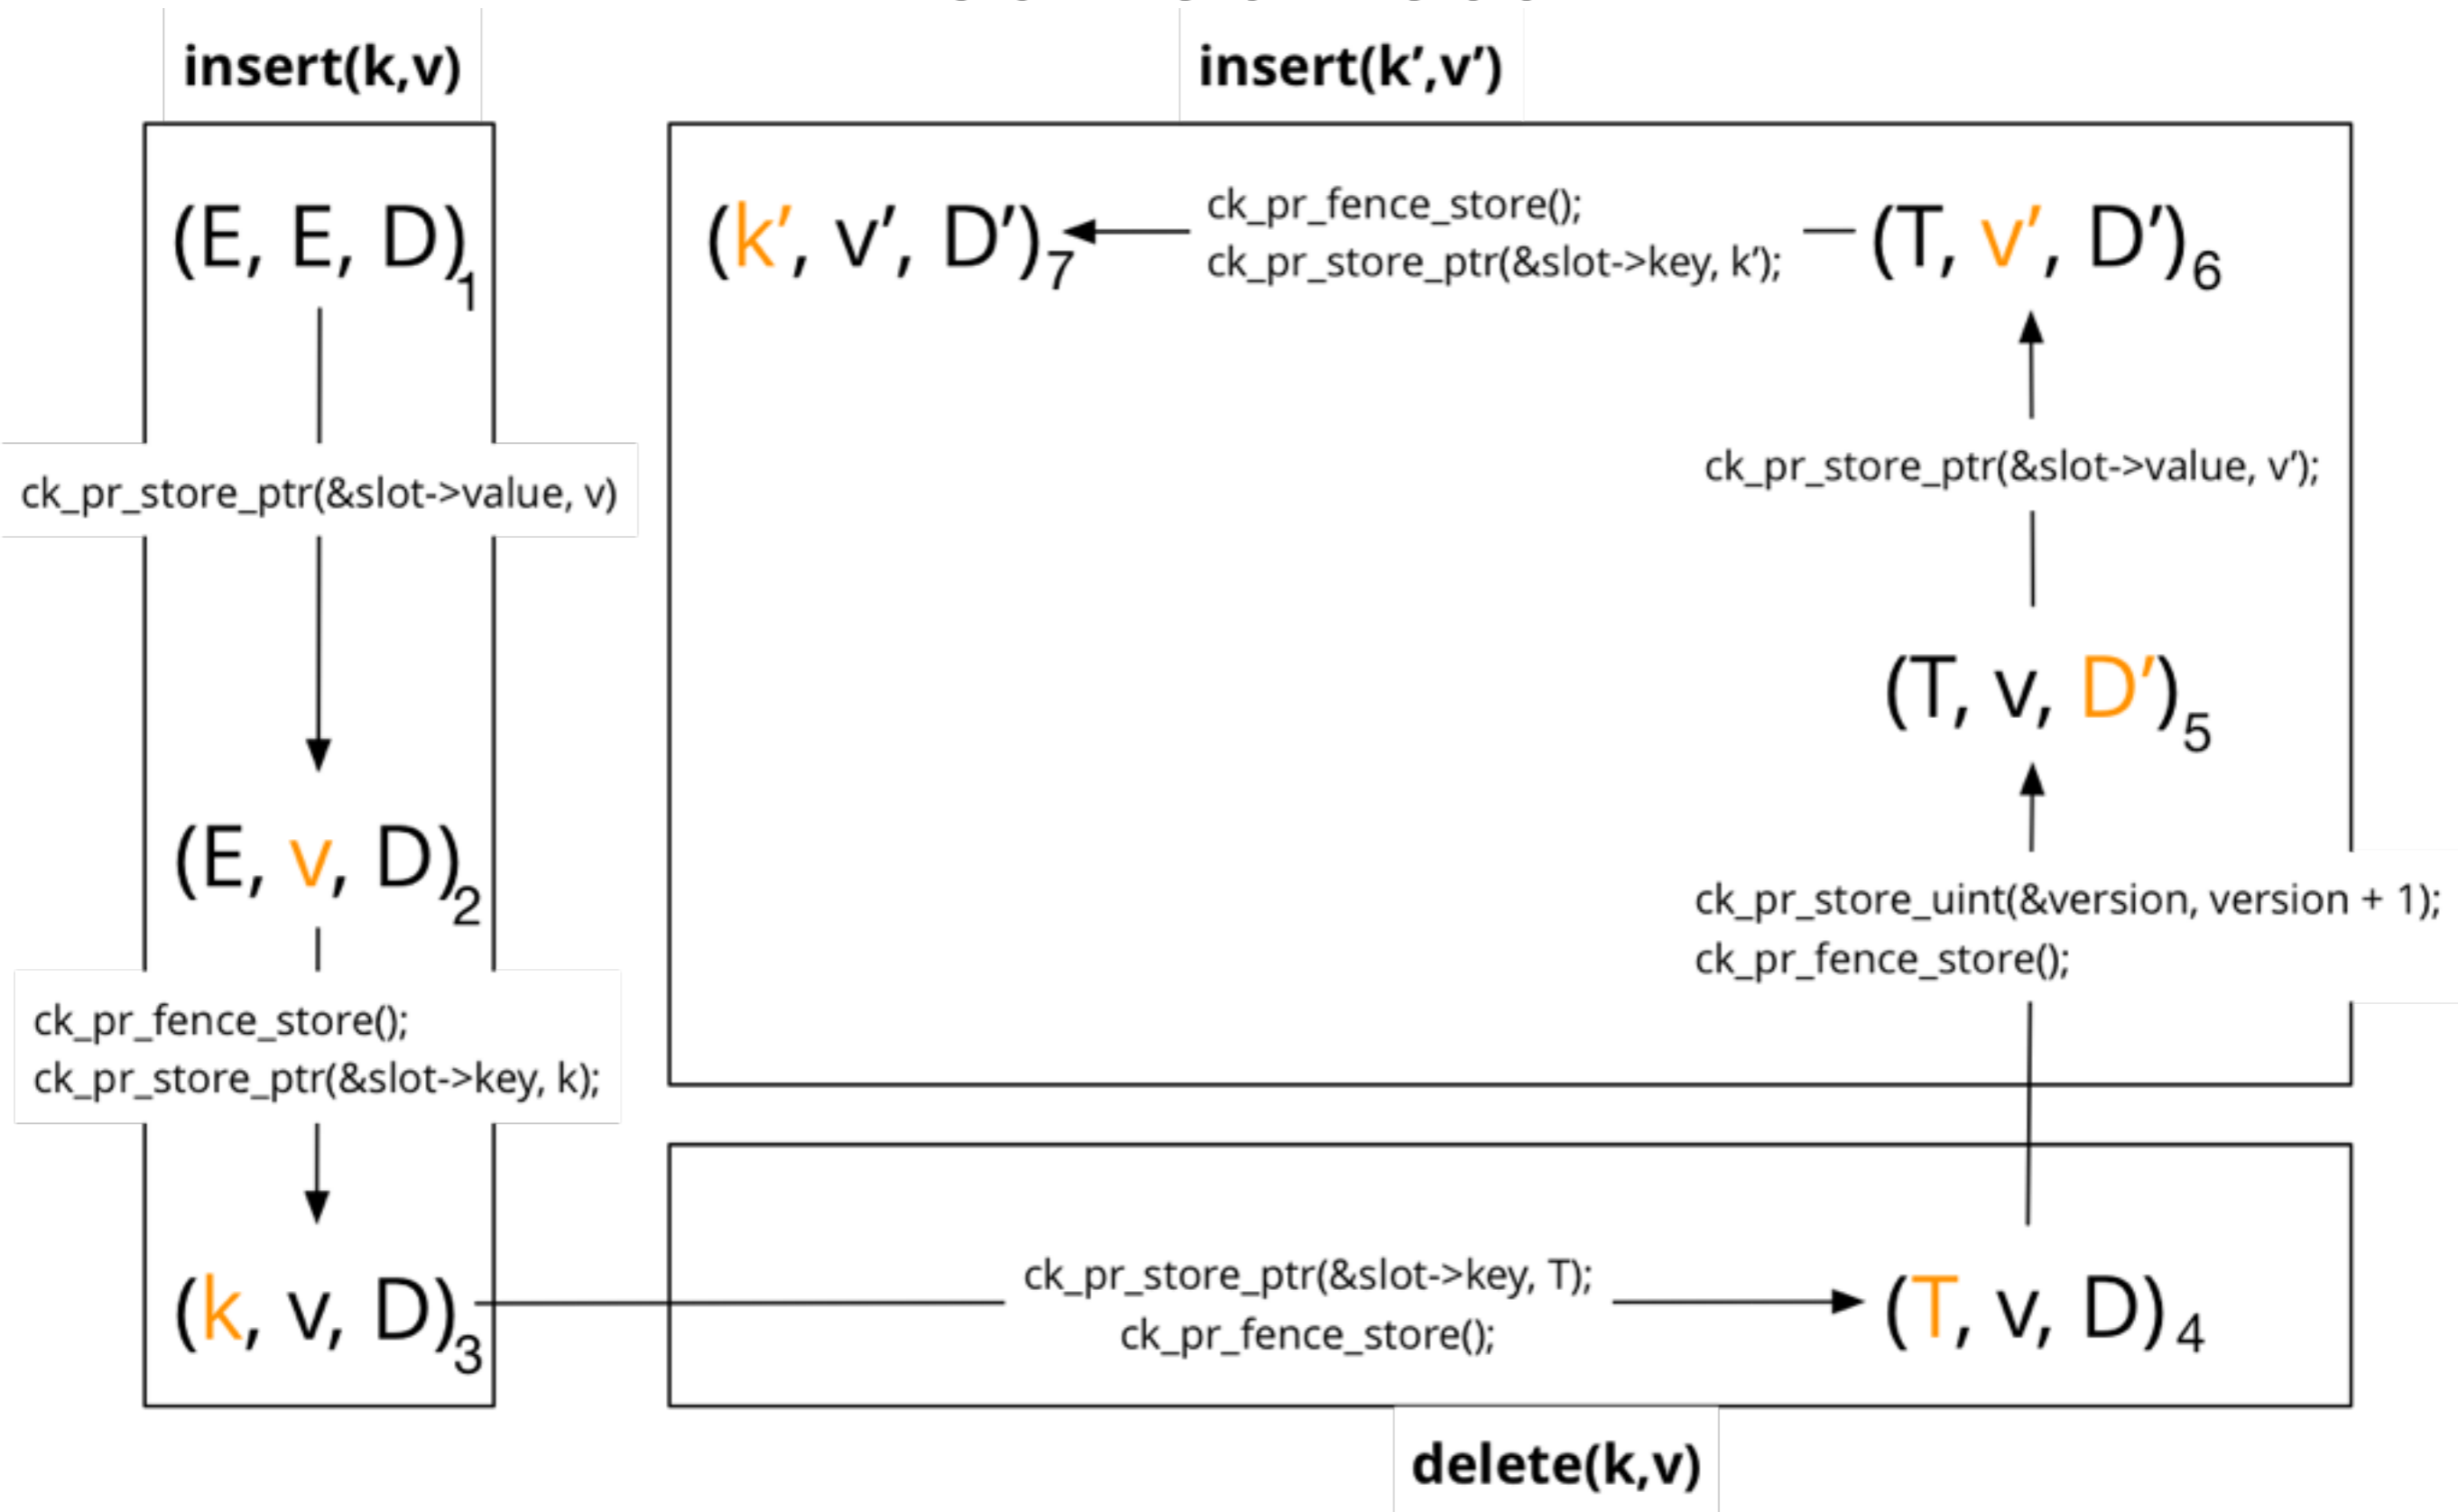 insert(k,v)
insert(k’,v’)
(E, E, D)1
ck_pr_store_ptr(&slot->value, v)
(E, v, D)2
ck_pr_fence_store();
ck_pr_store_ptr(&slot->key, k);
(k, v, D)3
ck_pr_store_ptr(&slot->key, T);
ck_pr_fence_store();
(T, v, D)4
ck_pr_store_uint(&version, version + 1);
ck_pr_fence_store();
(T, v, D’)5
ck_pr_store_ptr(&slot->value, v’);
(T, v’, D’)6
ck_pr_fence_store();
ck_pr_store_ptr(&slot->key, k’);
(k’, v’, D’)7
delete(k,v)